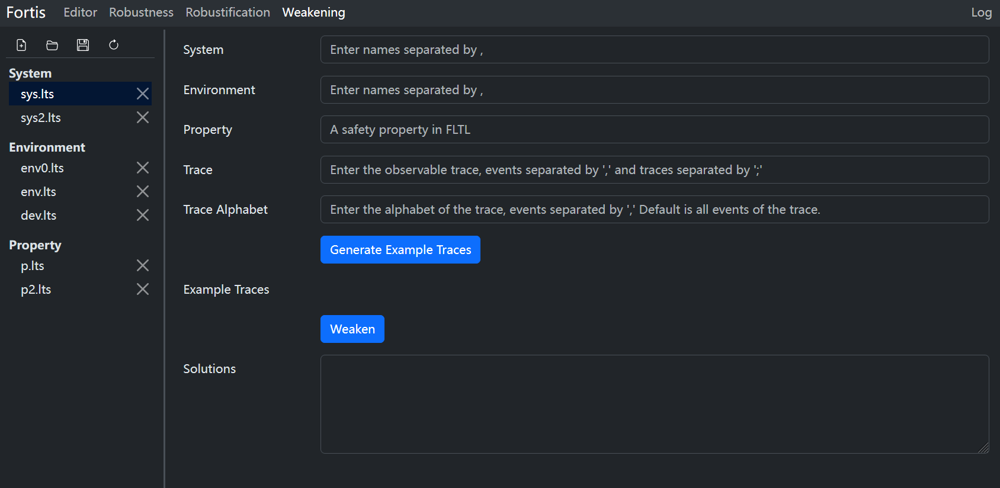 Fortis Editor Robustness Robustification Weakening Log
System
sys.lts
sys2.lts
Environment
env0.lts
env.lts
dev.lts
Property
p.lts
p2.lts
System Enter names separated by ,
Environment Enter names separated by ,
Property A safety property in FLTL
Trace Enter the observable trace, events separated by ',' and traces separated by ';'
Trace Alphabet Enter the alphabet of the trace, events separated by ',' Default is all events of the trace.
Generate Example Traces
Example Traces
Weaken
Solutions